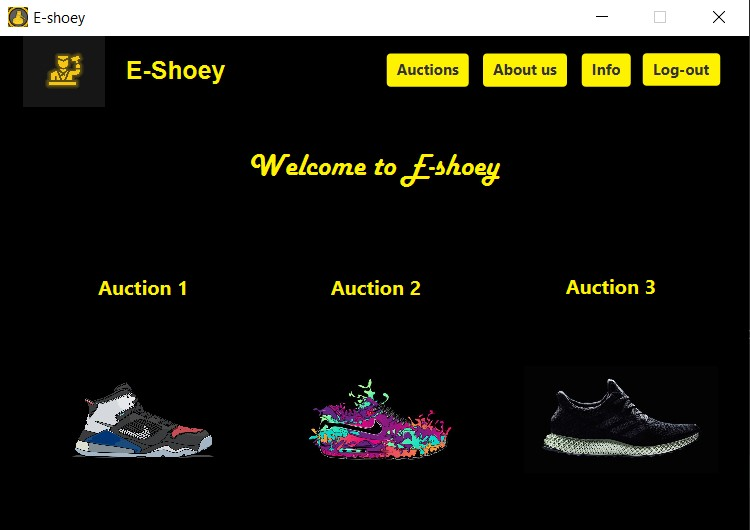 E-shoey
E-Shoey
Auctions
About us
Info
Log-out
Welcome to E-shoey
Auction 1
Auction 2
Auction 3